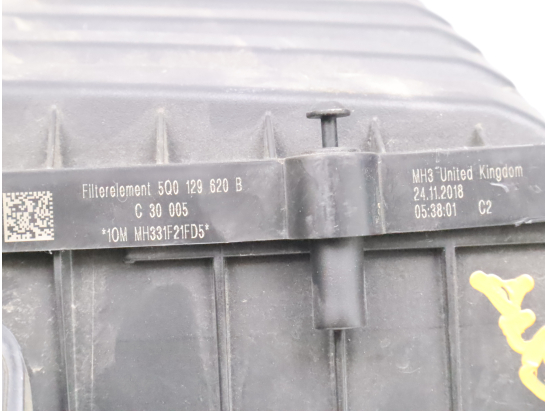 Filterelement 5Q0 129 620 B
C 30 005
*10M MH331F21FD5*
MH3 United Kingdom
24.11.2018
05:38:01 C2